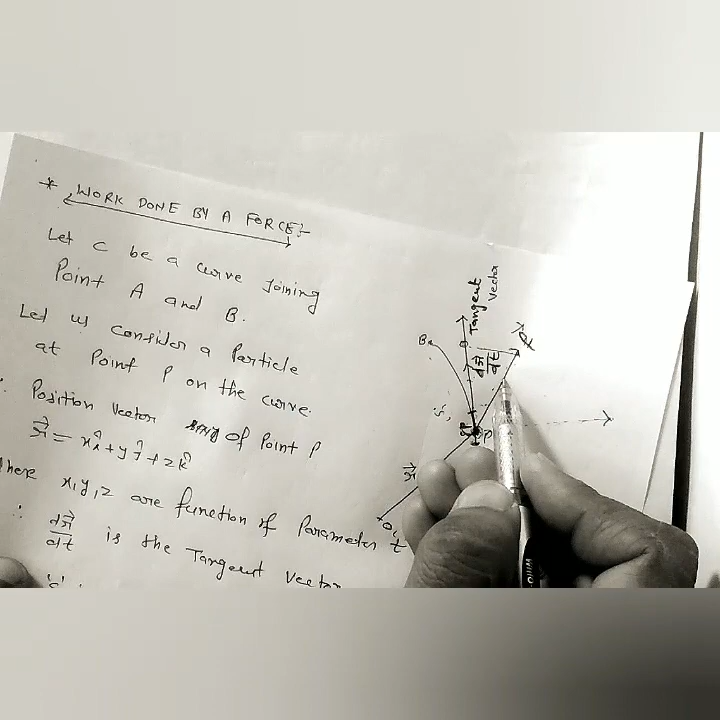 * WORK DONE BY A FORCE:-
Let C be a curve joining
Point A and B.
Let us consider a Particle
at Point P on the curve.
∴ Position Vector of Point P
r⃗ = xî + yĵ + zk̂
here x,y,z are function of Parameter t
∴ dr⃗/dt is the Tangent Vector
's'
Tangent
Vector
B
dr⃗/dt
's'
P
r⃗
O